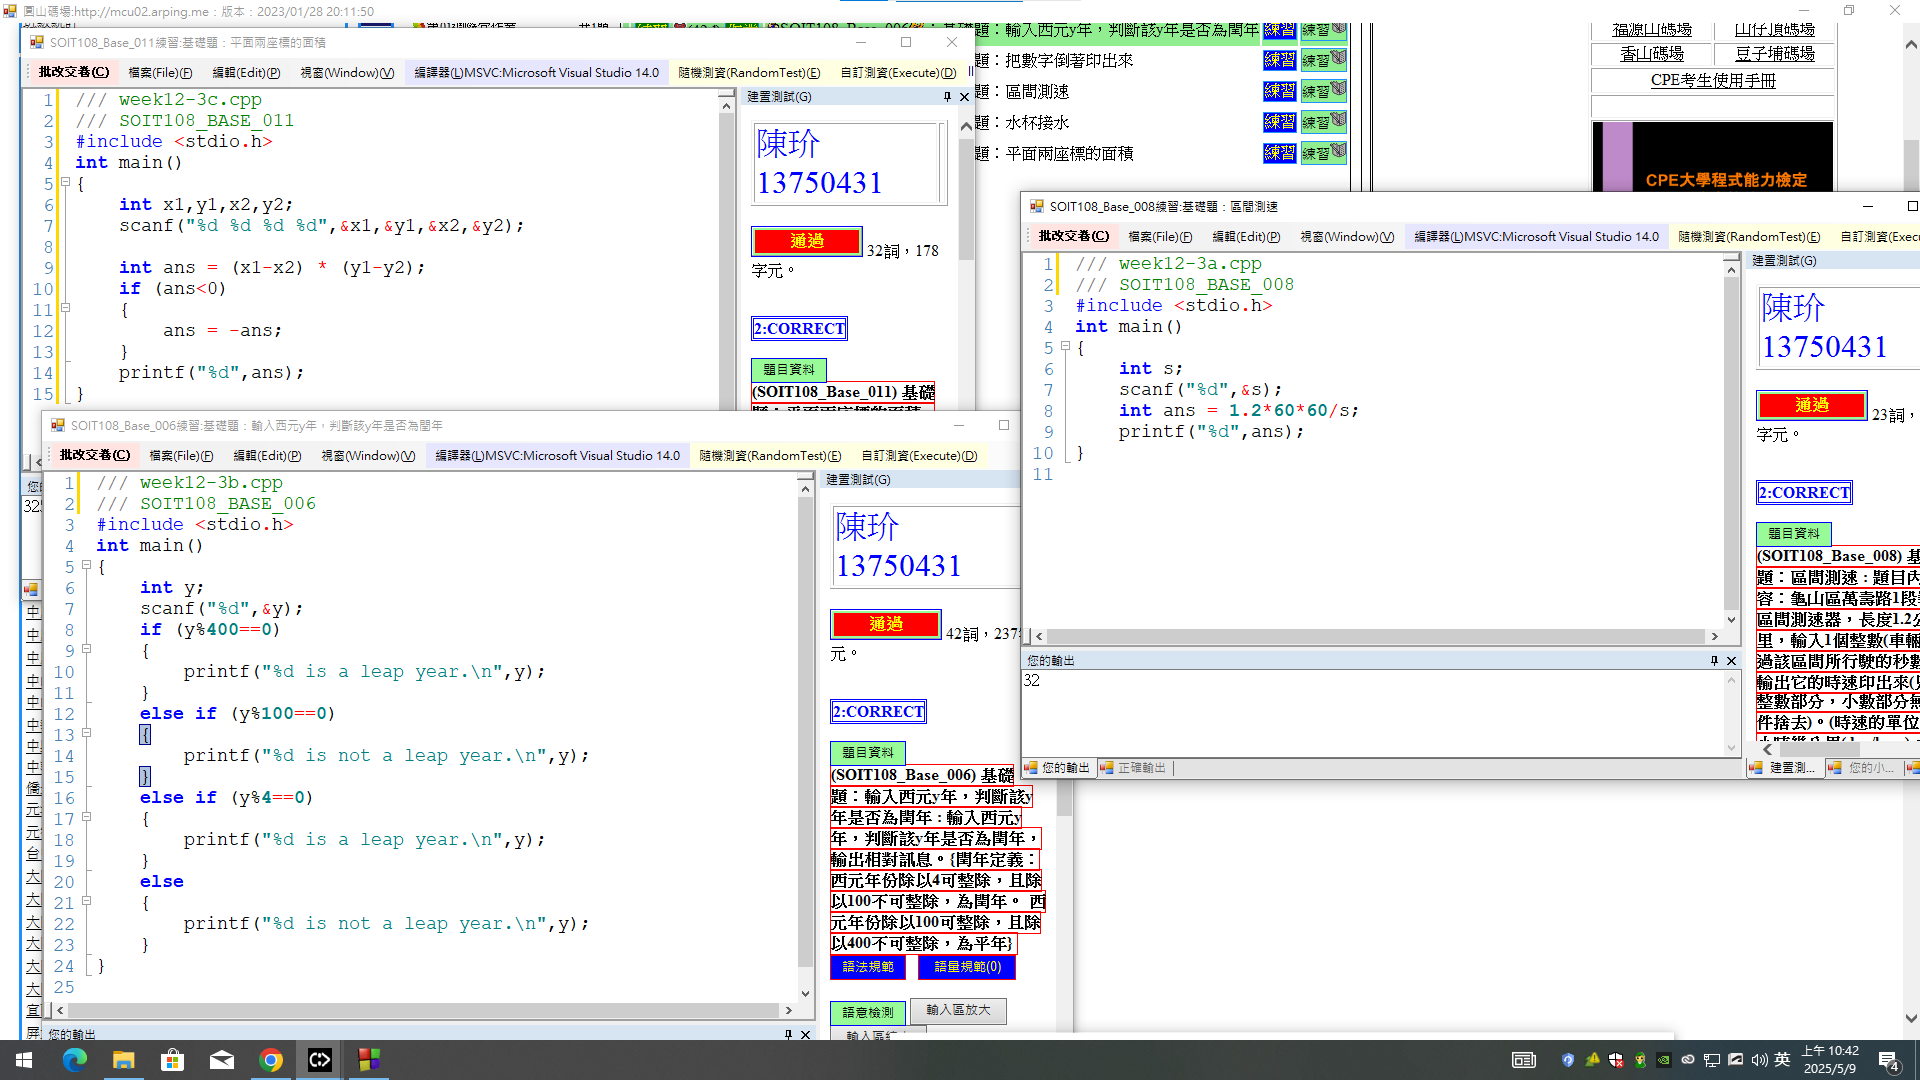 圓山碼場:http://mcu02.arping.me：版本：2023/01/28 20:11:50
題：輸入西元y年，判斷該y年是否為閏年 練習 練習
題：把數字倒著印出來 練習 練習
題：區間測速 練習 練習
題：水杯接水 練習 練習
題：平面兩座標的面積 練習 練習
福源山碼場 山仔頂碼場
香山碼場 豆子埔碼場
CPE考生使用手冊
CPE大學程式能力檢定
SOIT108_Base_011練習:基礎題：平面兩座標的面積
批改交卷(C) 檔案(File)(F) 編輯(Edit)(P) 視窗(Window)(V) 編譯器(L)MSVC:Microsoft Visual Studio 14.0 隨機測資(RandomTest)(E) 自訂測資(Execute)(D)
1 /// week12-3c.cpp
2 /// SOIT108_BASE_011
3 #include <stdio.h>
4 int main()
5 {
6 int x1,y1,x2,y2;
7 scanf("%d %d %d %d",&x1,&y1,&x2,&y2);
8
9 int ans = (x1-x2) * (y1-y2);
10 if (ans<0)
11 {
12 ans = -ans;
13 }
14 printf("%d",ans);
15 }
建置測試(G)
陳玠
13750431
通過 32詞，178
字元。
2:CORRECT
題目資料
(SOIT108_Base_011) 基礎
SOIT108_Base_006練習:基礎題：輸入西元y年，判斷該y年是否為閏年
批改交卷(C) 檔案(File)(F) 編輯(Edit)(P) 視窗(Window)(V) 編譯器(L)MSVC:Microsoft Visual Studio 14.0 隨機測資(RandomTest)(E) 自訂測資(Execute)(D)
1 /// week12-3b.cpp
2 /// SOIT108_BASE_006
3 #include <stdio.h>
4 int main()
5 {
6 int y;
7 scanf("%d",&y);
8 if (y%400==0)
9 {
10 printf("%d is a leap year.\n",y);
11 }
12 else if (y%100==0)
13 {
14 printf("%d is not a leap year.\n",y);
15 }
16 else if (y%4==0)
17 {
18 printf("%d is a leap year.\n",y);
19 }
20 else
21 {
22 printf("%d is not a leap year.\n",y);
23 }
24 }
25
您的輸出
建置測試(G)
陳玠
13750431
通過 42詞，237
元。
2:CORRECT
題目資料
(SOIT108_Base_006) 基礎
題：輸入西元y年，判斷該y
年是否為閏年 : 輸入西元y
年，判斷該y年是否為閏年，
輸出相對訊息。{閏年定義：
西元年份除以4可整除，且除
以100不可整除，為閏年。 西
元年份除以100可整除，且除
以400不可整除，為平年}
語法規範 語量規範(0)
語意檢測 輸入區放大
SOIT108_Base_008練習:基礎題：區間測速
批改交卷(C) 檔案(File)(F) 編輯(Edit)(P) 視窗(Window)(V) 編譯器(L)MSVC:Microsoft Visual Studio 14.0 隨機測資(RandomTest)(E) 自訂測資(Execu
1 /// week12-3a.cpp
2 /// SOIT108_BASE_008
3 #include <stdio.h>
4 int main()
5 {
6 int s;
7 scanf("%d",&s);
8 int ans = 1.2*60*60/s;
9 printf("%d",ans);
10 }
11
您的輸出
32
您的輸出 正確輸出
建置測試(G)
陳玠
13750431
通過 23詞，
字元。
2:CORRECT
題目資料
(SOIT108_Base_008) 基
題：區間測速 : 題目內
容：龜山區萬壽路1段
區間測速器，長度1.2公
里，輸入1個整數(車輛
過該區間所行駛的秒數
輸出它的時速印出來(
整數部分，小數部分無
件捨去)。(時速的單位
建置測... 您的小...
英 上午 10:42
2025/5/9
4